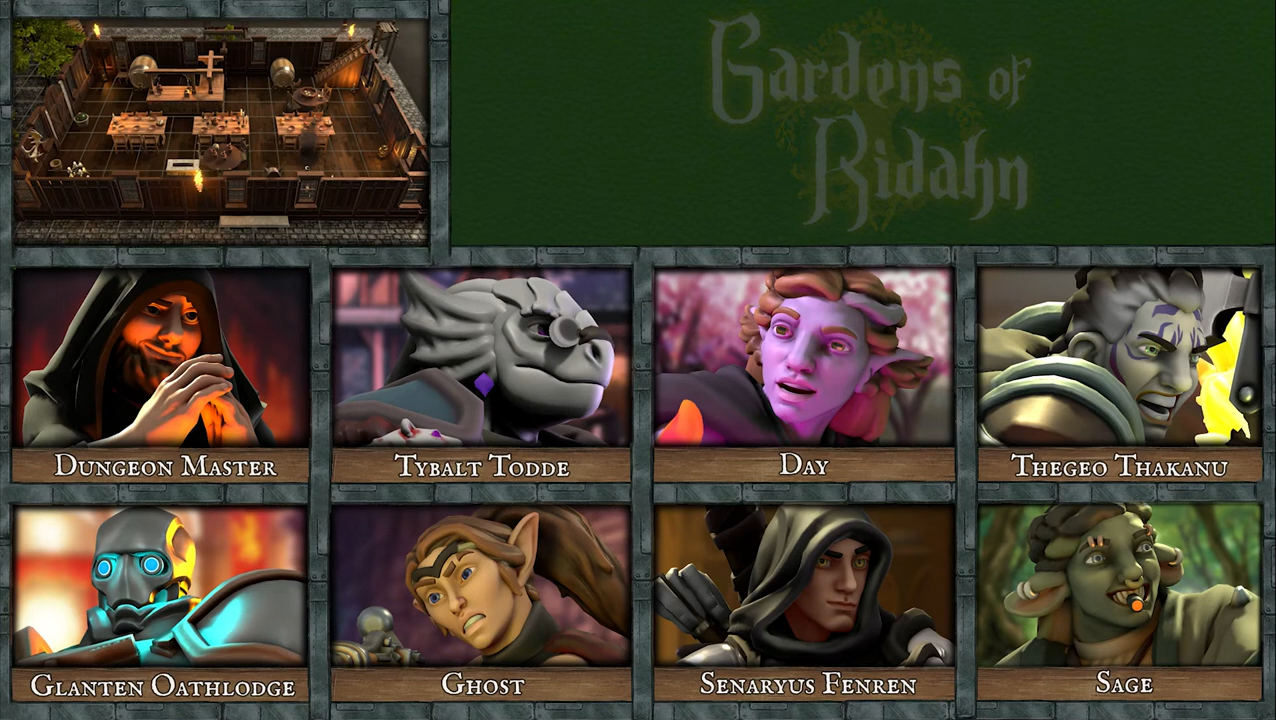 Gardens of
Ridahn
Dungeon Master
Tybalt Todde
Day
Thegeo Thakanu
Glanten Oathlodge
Ghost
Senaryus Fenren
Sage